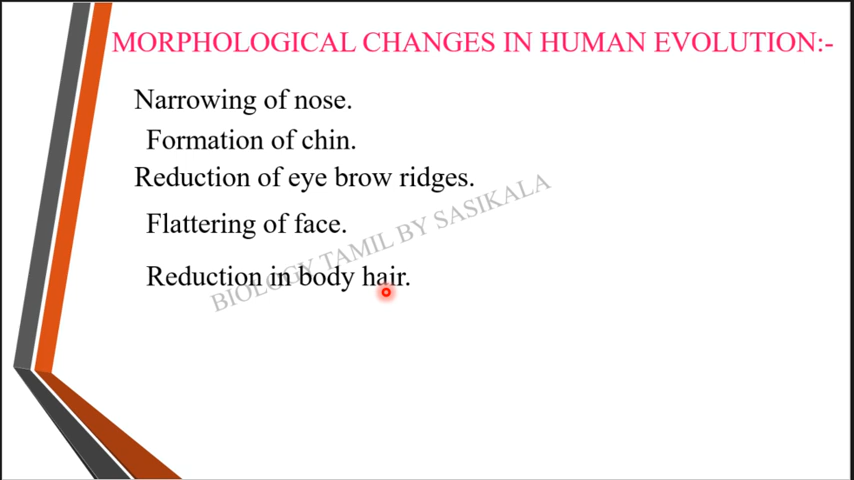 MORPHOLOGICAL CHANGES IN HUMAN EVOLUTION:-
Narrowing of nose.
Formation of chin.
Reduction of eye brow ridges.
Flattering of face.
Reduction in body hair.
BIOLOGY TAMIL BY SASIKALA